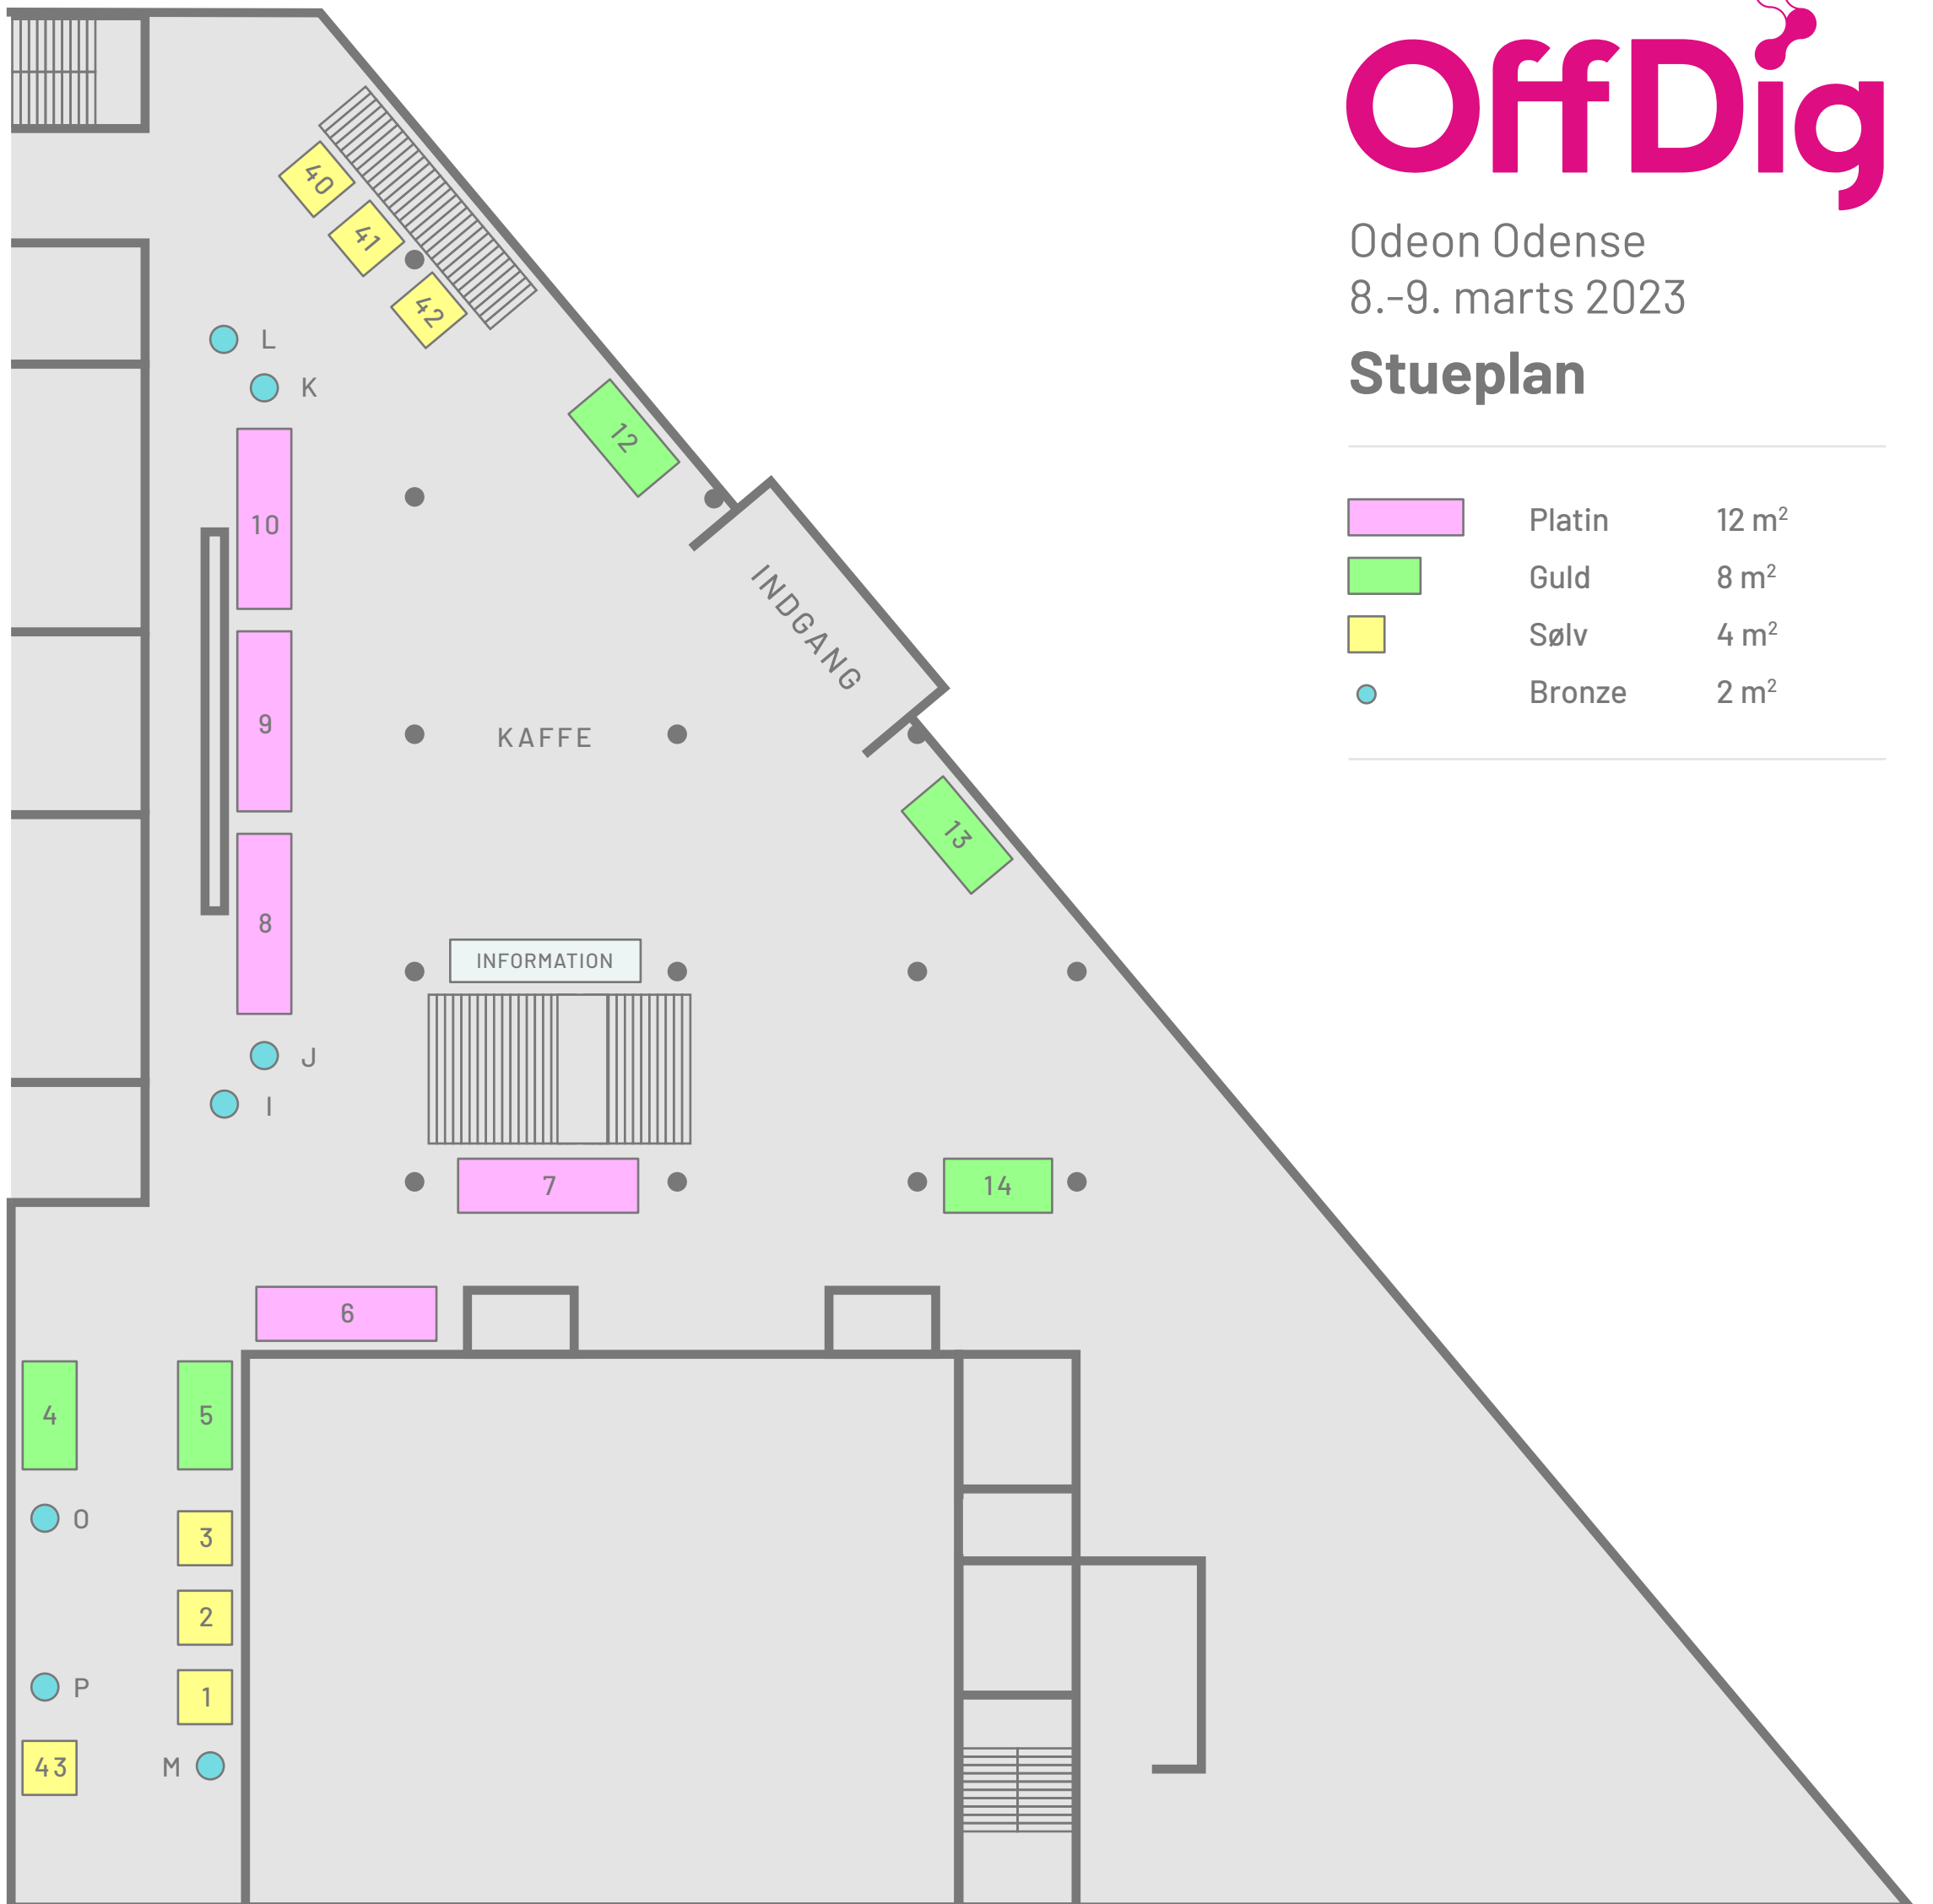 OffDig
Odeon Odense
8.-9. marts 2023
Stueplan
Platin 12 m²
Guld 8 m²
Sølv 4 m²
Bronze 2 m²
40
41
42
L
K
12
10
INDGANG
9
KAFFE
13
8
INFORMATION
J
I
7
14
6
4
5
O
3
2
P
1
43
M